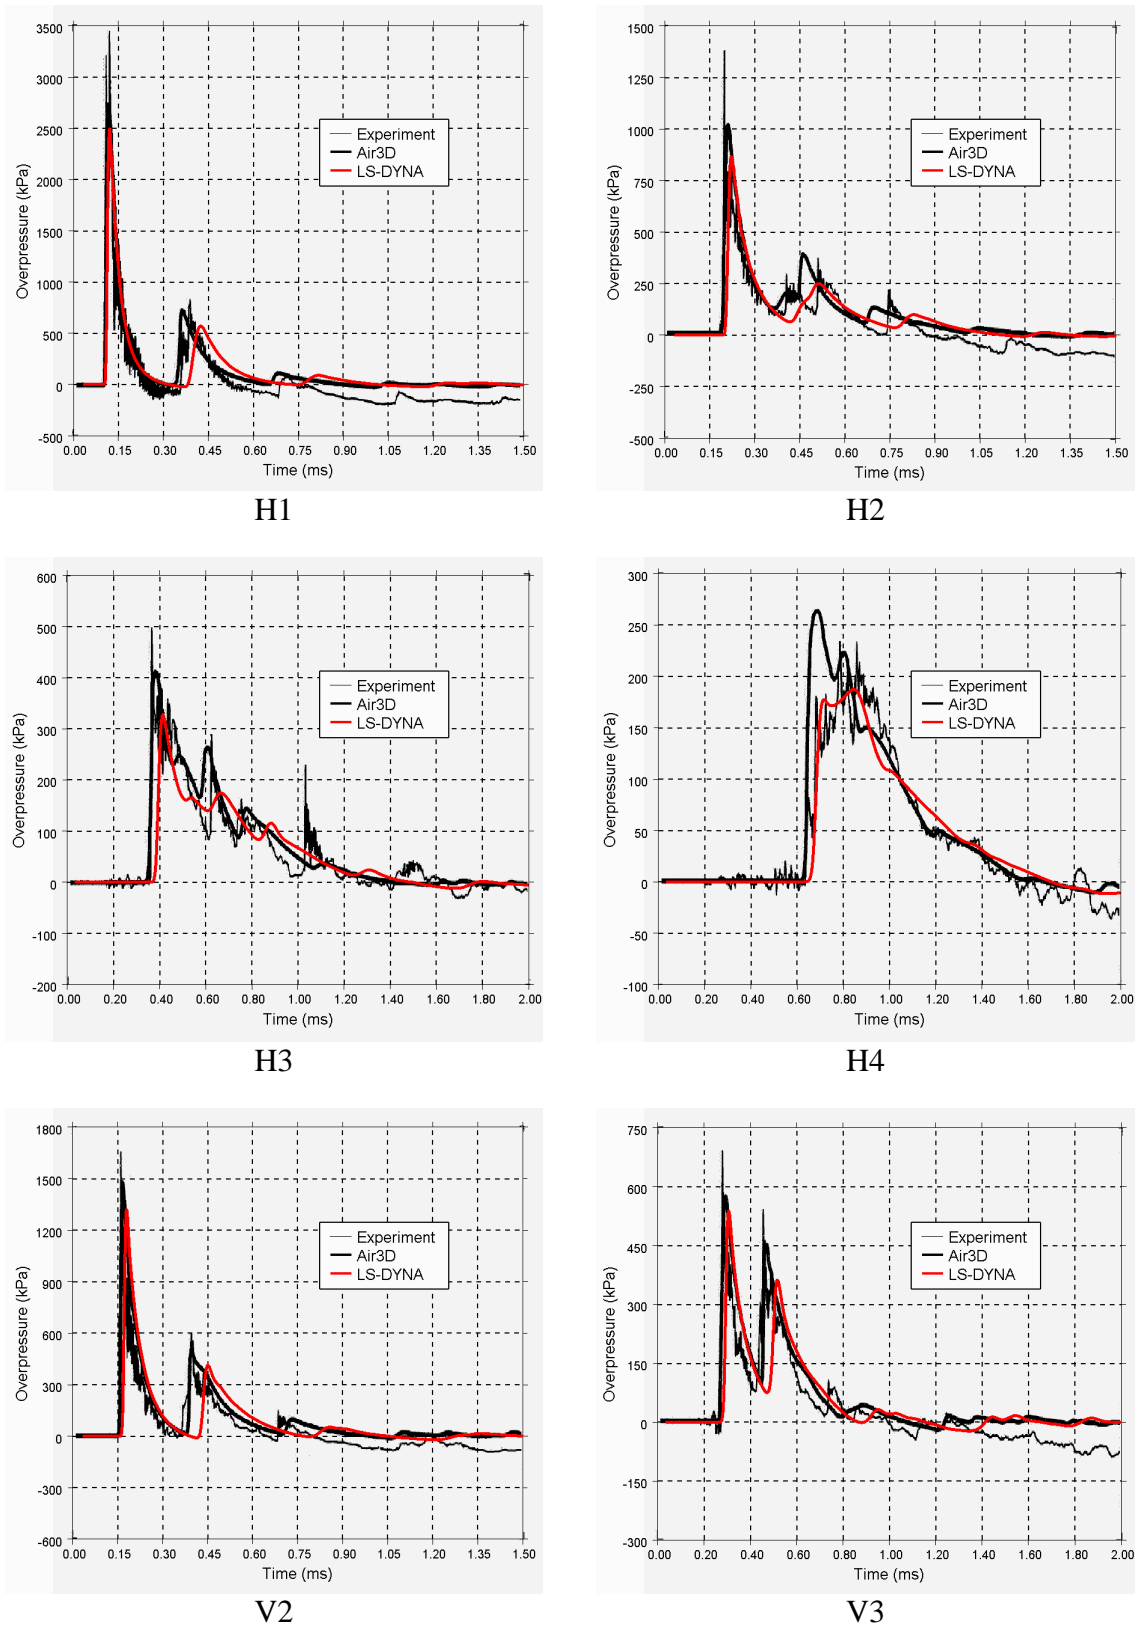 3500
3000
2500
2000
1500
1000
500
0
-500
Overpressure (kPa)
Experiment
Air3D
LS-DYNA
0.00 0.15 0.30 0.45 0.60 0.75 0.90 1.05 1.20 1.35 1.50
Time (ms)
H1
1500
1250
1000
750
500
250
0
-250
-500
Overpressure (kPa)
Experiment
Air3D
LS-DYNA
0.00 0.15 0.30 0.45 0.60 0.75 0.90 1.05 1.20 1.35 1.50
Time (ms)
H2
600
500
400
300
200
100
0
-100
-200
Overpressure (kPa)
Experiment
Air3D
LS-DYNA
0.00 0.20 0.40 0.60 0.80 1.00 1.20 1.40 1.60 1.80 2.00
Time (ms)
H3
300
250
200
150
100
50
0
-50
-100
Overpressure (kPa)
Experiment
Air3D
LS-DYNA
0.00 0.20 0.40 0.60 0.80 1.00 1.20 1.40 1.60 1.80 2.00
Time (ms)
H4
1800
1500
1200
900
600
300
0
-300
-600
Overpressure (kPa)
Experiment
Air3D
LS-DYNA
0.00 0.15 0.30 0.45 0.60 0.75 0.90 1.05 1.20 1.35 1.50
Time (ms)
V2
750
600
450
300
150
0
-150
-300
Overpressure (kPa)
Experiment
Air3D
LS-DYNA
0.00 0.20 0.40 0.60 0.80 1.00 1.20 1.40 1.60 1.80 2.00
Time (ms)
V3